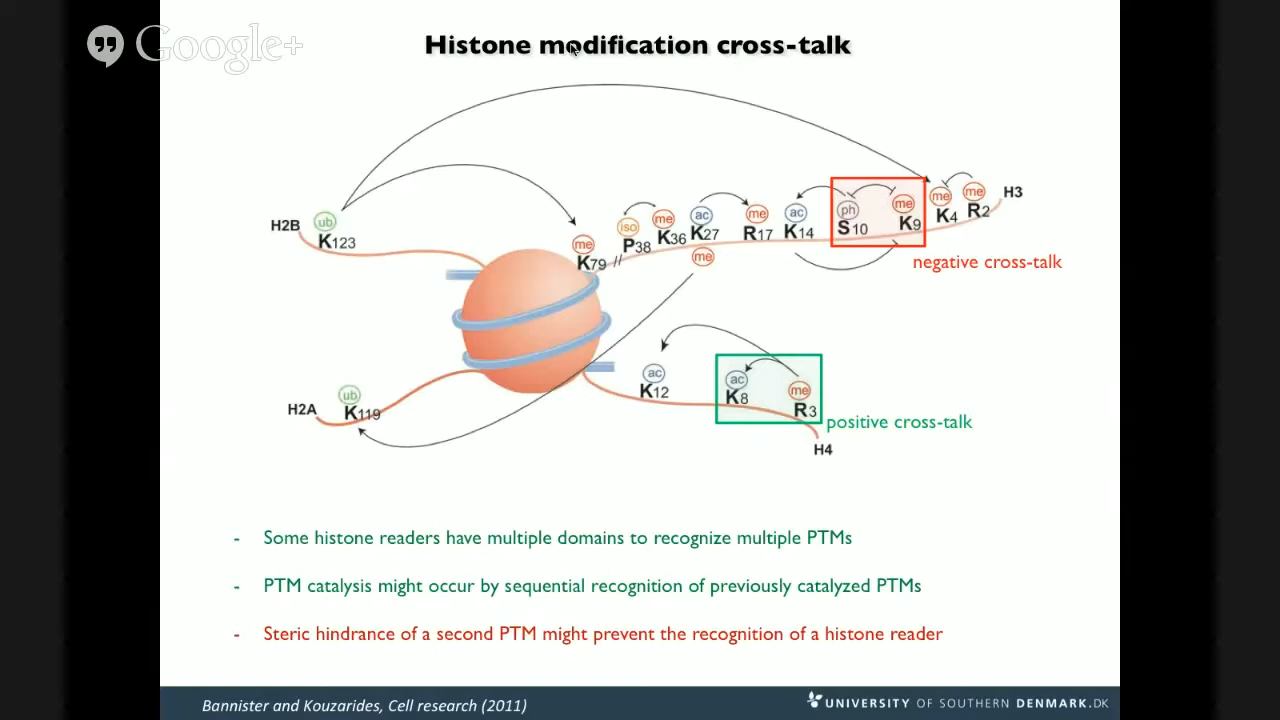 Google+
Histone modification cross-talk
H2B
ub
K123
me
K79 //
iso
P38
me
K36
ac
K27
me
me
R17
ac
K14
ph
S10
me
K9
me
K4
me
R2
H3
negative cross-talk
H2A
ub
K119
ac
K12
ac
K8
me
R3
positive cross-talk
H4
- Some histone readers have multiple domains to recognize multiple PTMs
- PTM catalysis might occur by sequential recognition of previously catalyzed PTMs
- Steric hindrance of a second PTM might prevent the recognition of a histone reader
Bannister and Kouzarides, Cell research (2011)
UNIVERSITY OF SOUTHERN DENMARK.DK